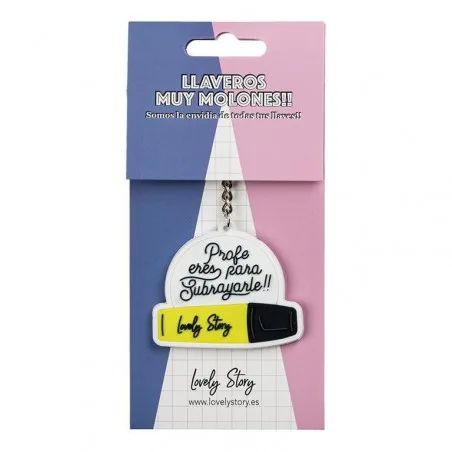 LLAVEROS
MUY MOLONES!!
Somos la envidia de todas tus llaves!!
Profe
eres para
Subrayarle!!
Lovely Story
Lovely Story
www.lovelystory.es